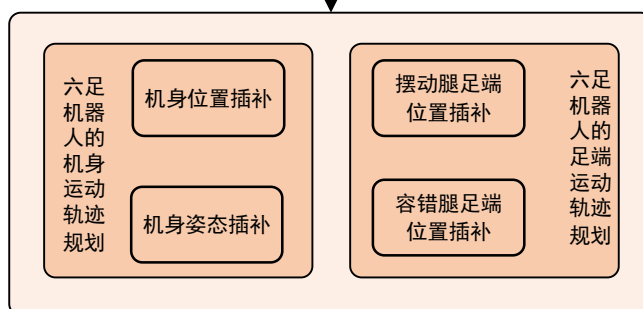 六足
机器
人的
机身
运动
轨迹
规划
机身位置插补
机身姿态插补
摆动腿足端
位置插补
容错腿足端
位置插补
六足
机器
人的
足端
运动
轨迹
规划